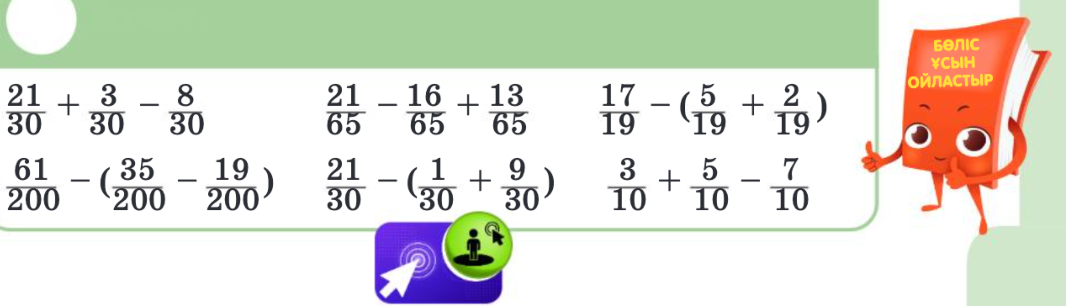 21/30 + 3/30 − 8/30    21/65 − 16/65 + 13/65    17/19 − (5/19 + 2/19)
61/200 − (35/200 − 19/200)    21/30 − (1/30 + 9/30)    3/10 + 5/10 − 7/10
БӨЛІС
ҰСЫН
ОЙЛАСТЫР